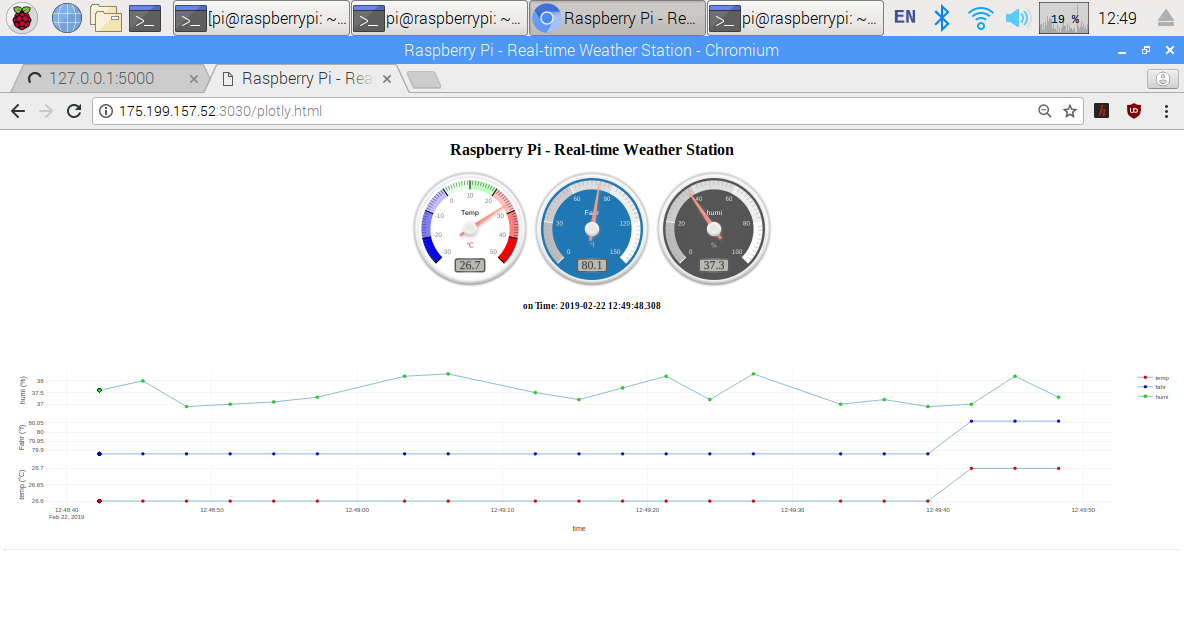 [pi@raspberrypi: ~... pi@raspberrypi: ~... Raspberry Pi - Re... pi@raspberrypi: ~... EN 19 % 12:49
Raspberry Pi - Real-time Weather Station - Chromium
127.0.0.1:5000 Raspberry Pi - Rea
175.199.157.52:3030/plotly.html
Raspberry Pi - Real-time Weather Station
-30 -20 -10 0 10 20 30 40 50
Temp
°C
26.7
0 30 60 90 120 150
80.1
0 20 40 60 80 100
humi
%
37.3
on Time: 2019-02-22 12:49:48.308
humi (%)
38
37.5
37
Fahr (°f)
80.05
80
79.95
79.9
temp (°C)
26.7
26.65
26.6
12:48:40 12:48:50 12:49:00 12:49:10 12:49:20 12:49:30 12:49:40 12:49:50
Feb 22, 2019
time
temp
fahr
humi